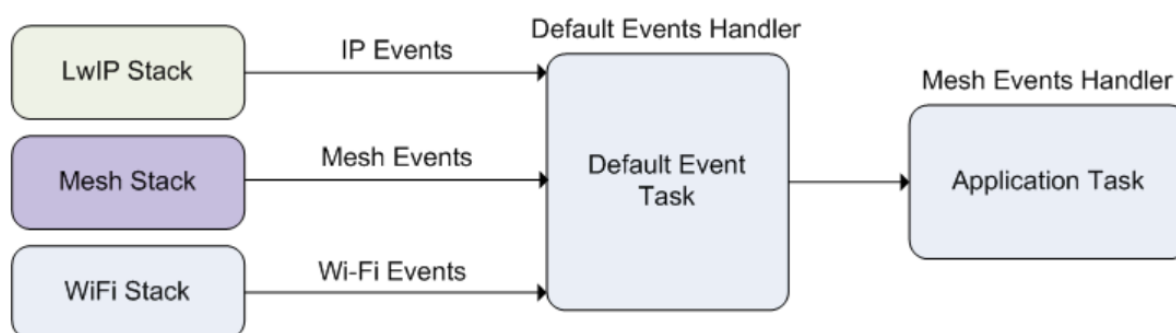 Default Events Handler
IP Events
LwIP Stack
Mesh Events Handler
Mesh Events
Default Event
Task
Mesh Stack
Application Task
Wi-Fi Events
WiFi Stack